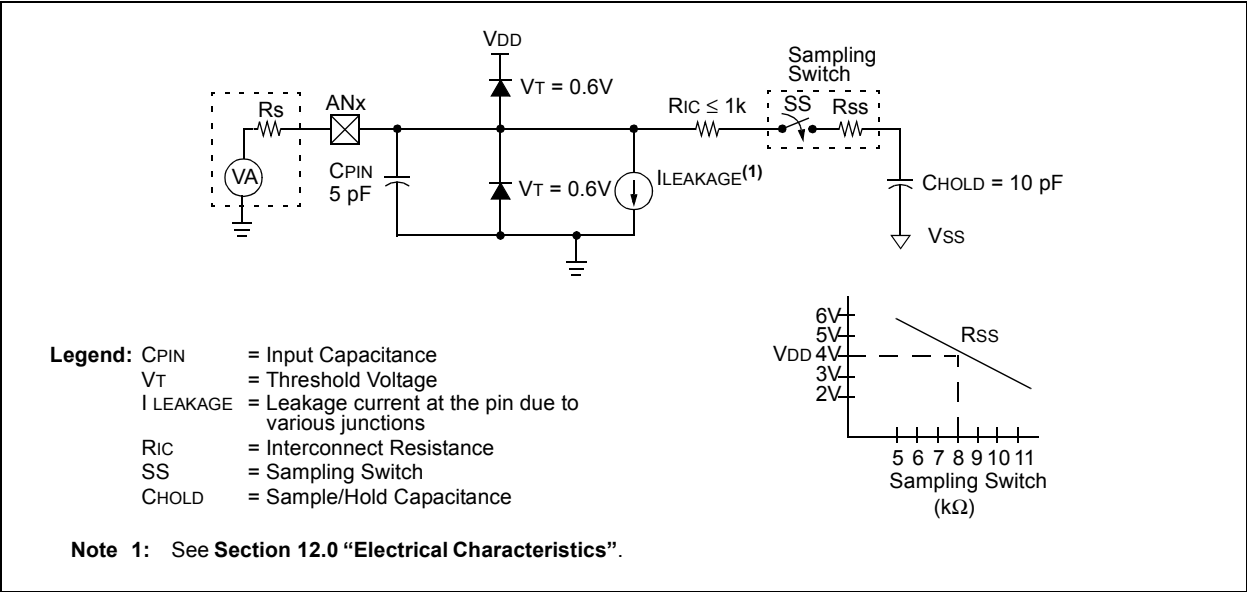 VDD
Sampling
Switch
VT = 0.6V
Rs
ANx
RIC ≤ 1k
SS
Rss
VA
CPIN
5 pF
VT = 0.6V
ILEAKAGE(1)
CHOLD = 10 pF
VSS
6V
5V
VDD 4V
3V
2V
RSS
5 6 7 8 9 10 11
Sampling Switch
(kΩ)
Legend: CPIN = Input Capacitance
VT = Threshold Voltage
I LEAKAGE = Leakage current at the pin due to
various junctions
RIC = Interconnect Resistance
SS = Sampling Switch
CHOLD = Sample/Hold Capacitance
Note 1: See Section 12.0 “Electrical Characteristics”.